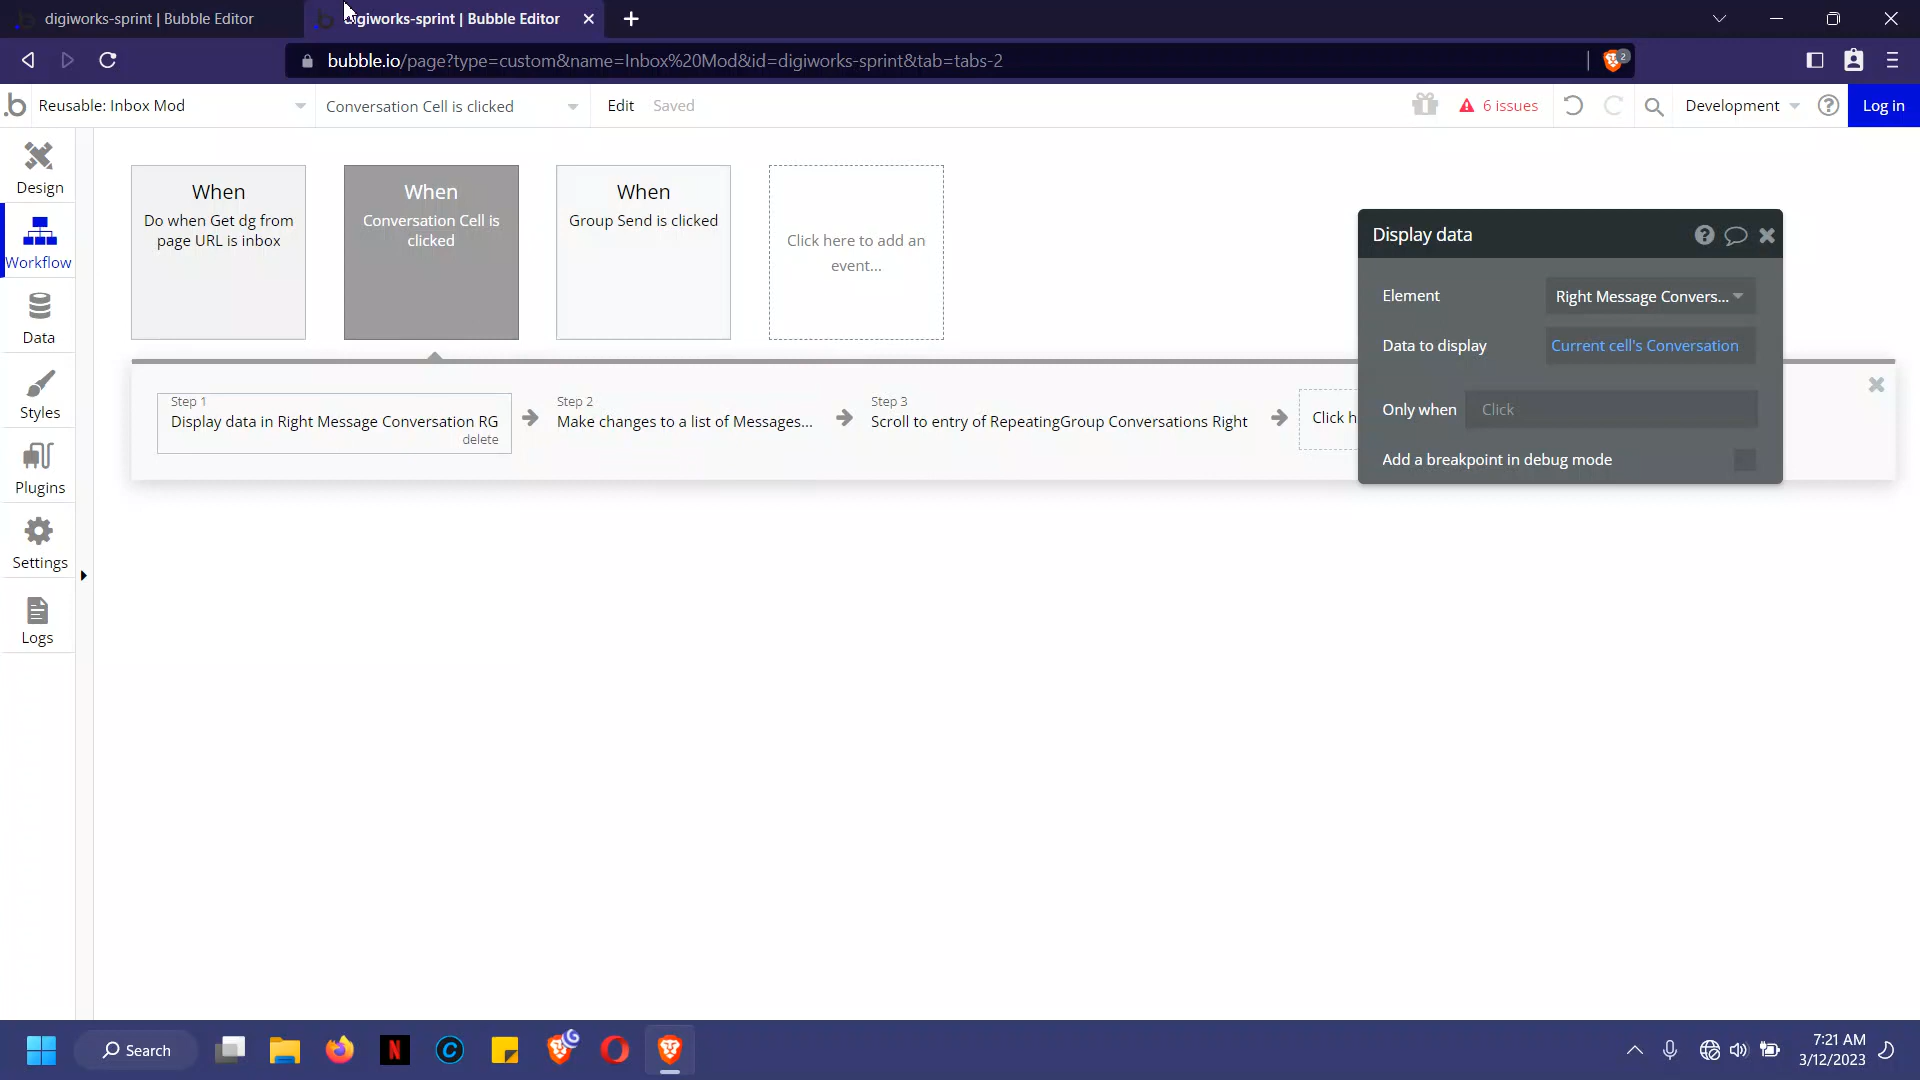 digiworks-sprint | Bubble Editor
digiworks-sprint | Bubble Editor
bubble.io/page?type=custom&name=Inbox%20Mod&id=digiworks-sprint&tab=tabs-2
2
Reusable: Inbox Mod
Conversation Cell is clicked
Edit
Saved
6 issues
Development
Log in
Design
Workflow
Data
Styles
Plugins
Settings
Logs
When
Do when Get dg from
page URL is inbox
When
Conversation Cell is
clicked
When
Group Send is clicked
Click here to add an
event...
Step 1
Display data in Right Message Conversation RG
delete
Step 2
Make changes to a list of Messages...
Step 3
Scroll to entry of RepeatingGroup Conversations Right
Click h
Display data
Element
Right Message Convers...
Data to display
Current cell's Conversation
Only when
Click
Add a breakpoint in debug mode
Search
7:21 AM
3/12/2023